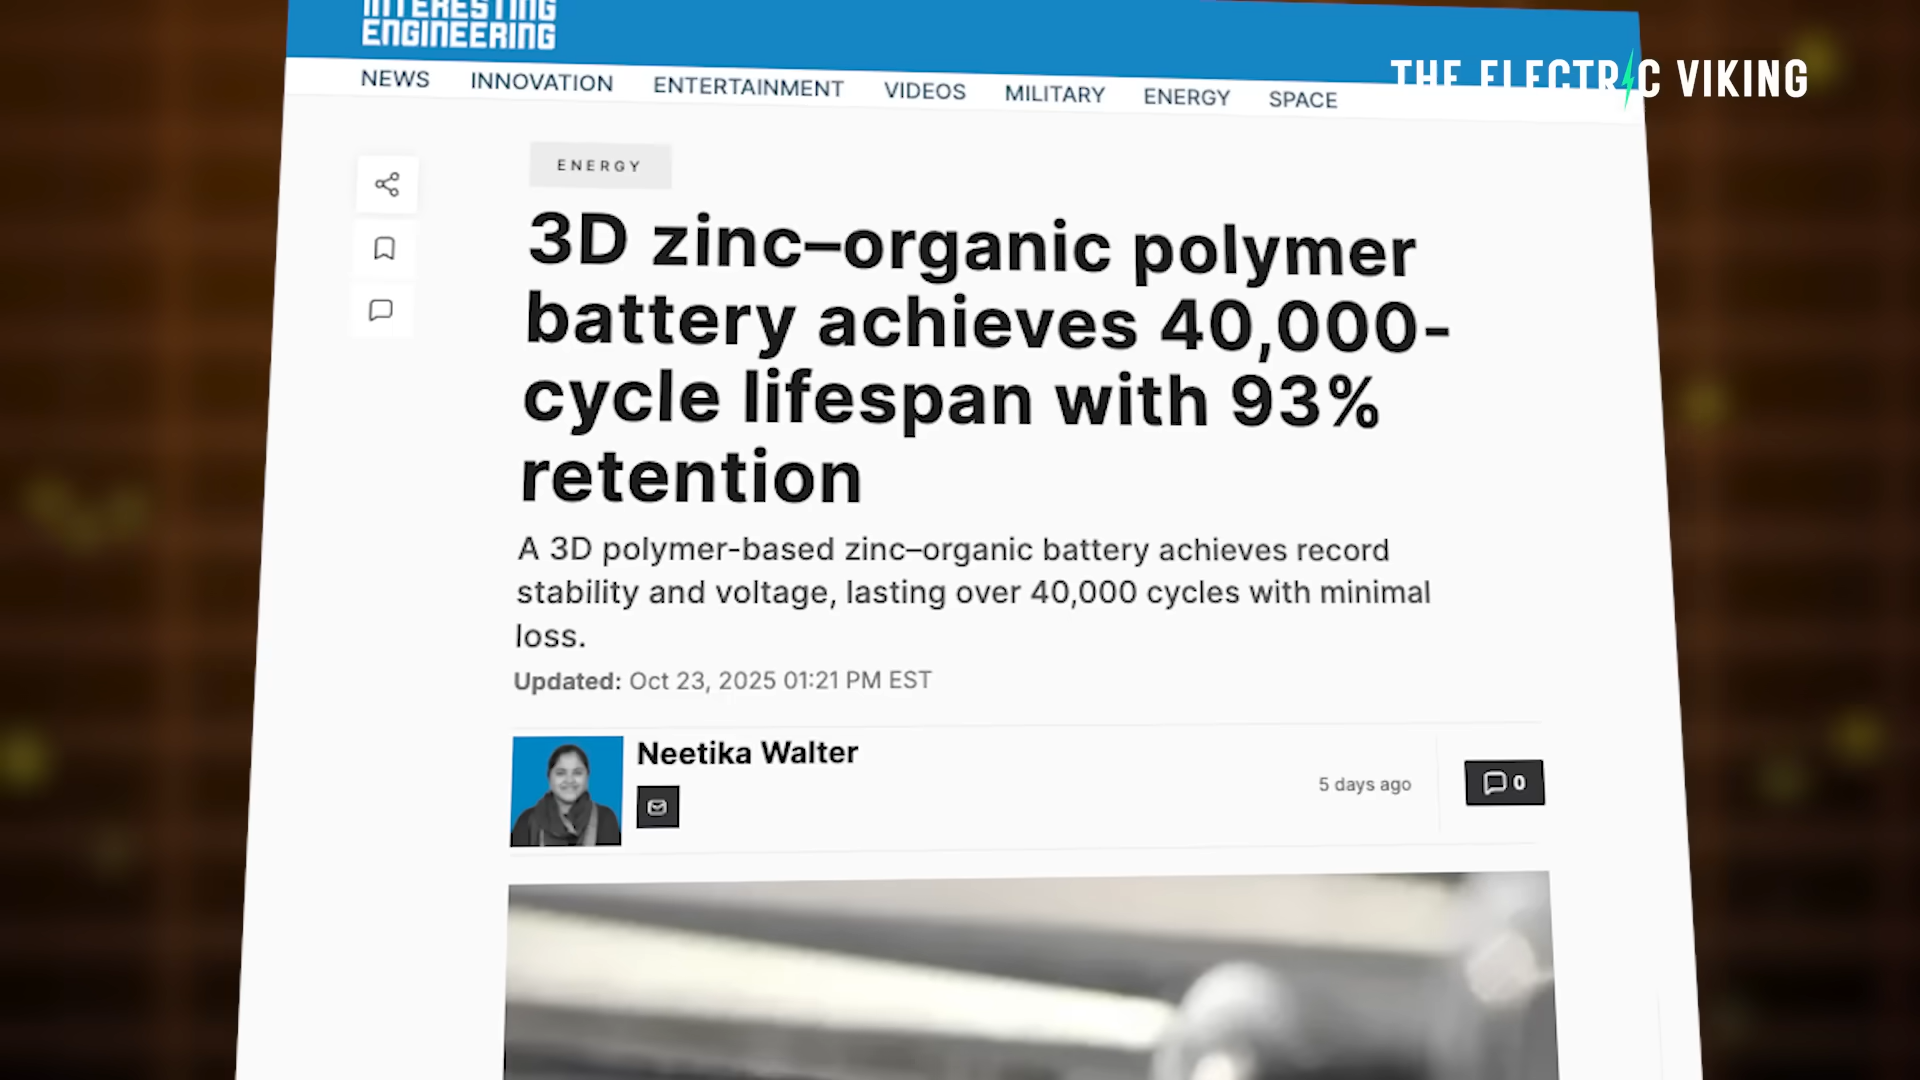 INTERESTING
ENGINEERING
THE ELECTRIC VIKING
NEWS INNOVATION ENTERTAINMENT VIDEOS MILITARY ENERGY SPACE
ENERGY
3D zinc–organic polymer
battery achieves 40,000-
cycle lifespan with 93%
retention
A 3D polymer-based zinc–organic battery achieves record
stability and voltage, lasting over 40,000 cycles with minimal
loss.
Updated: Oct 23, 2025 01:21 PM EST
Neetika Walter
5 days ago
0